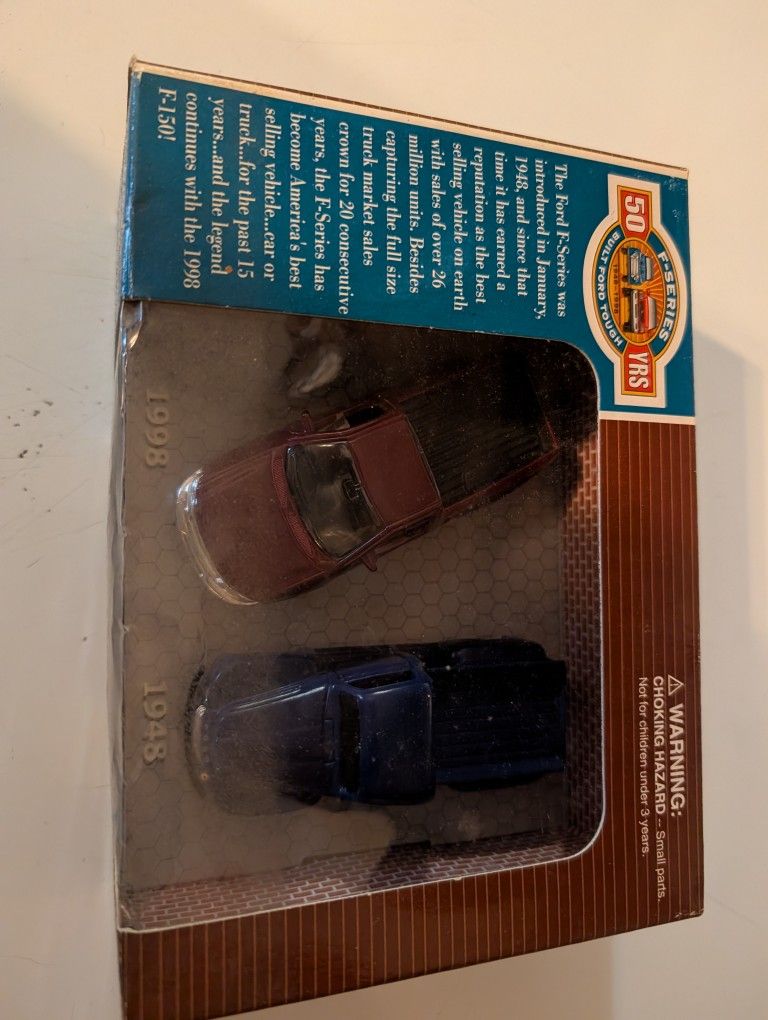 F-SERIES
50 YRS
BUILT FORD TOUGH
The Ford F-Series was
introduced in January,
1948, and since that
time it has earned a
reputation as the best
selling vehicle on earth
with sales of over 26
million units. Besides
capturing the full size
truck market sales
crown for 20 consecutive
years, the F-Series has
become America's best
selling vehicle...car or
truck...for the past 15
years...and the legend
continues with the 1998
F-150!
⚠ WARNING:
CHOKING HAZARD -- Small parts.
Not for children under 3 years.
1998
1948